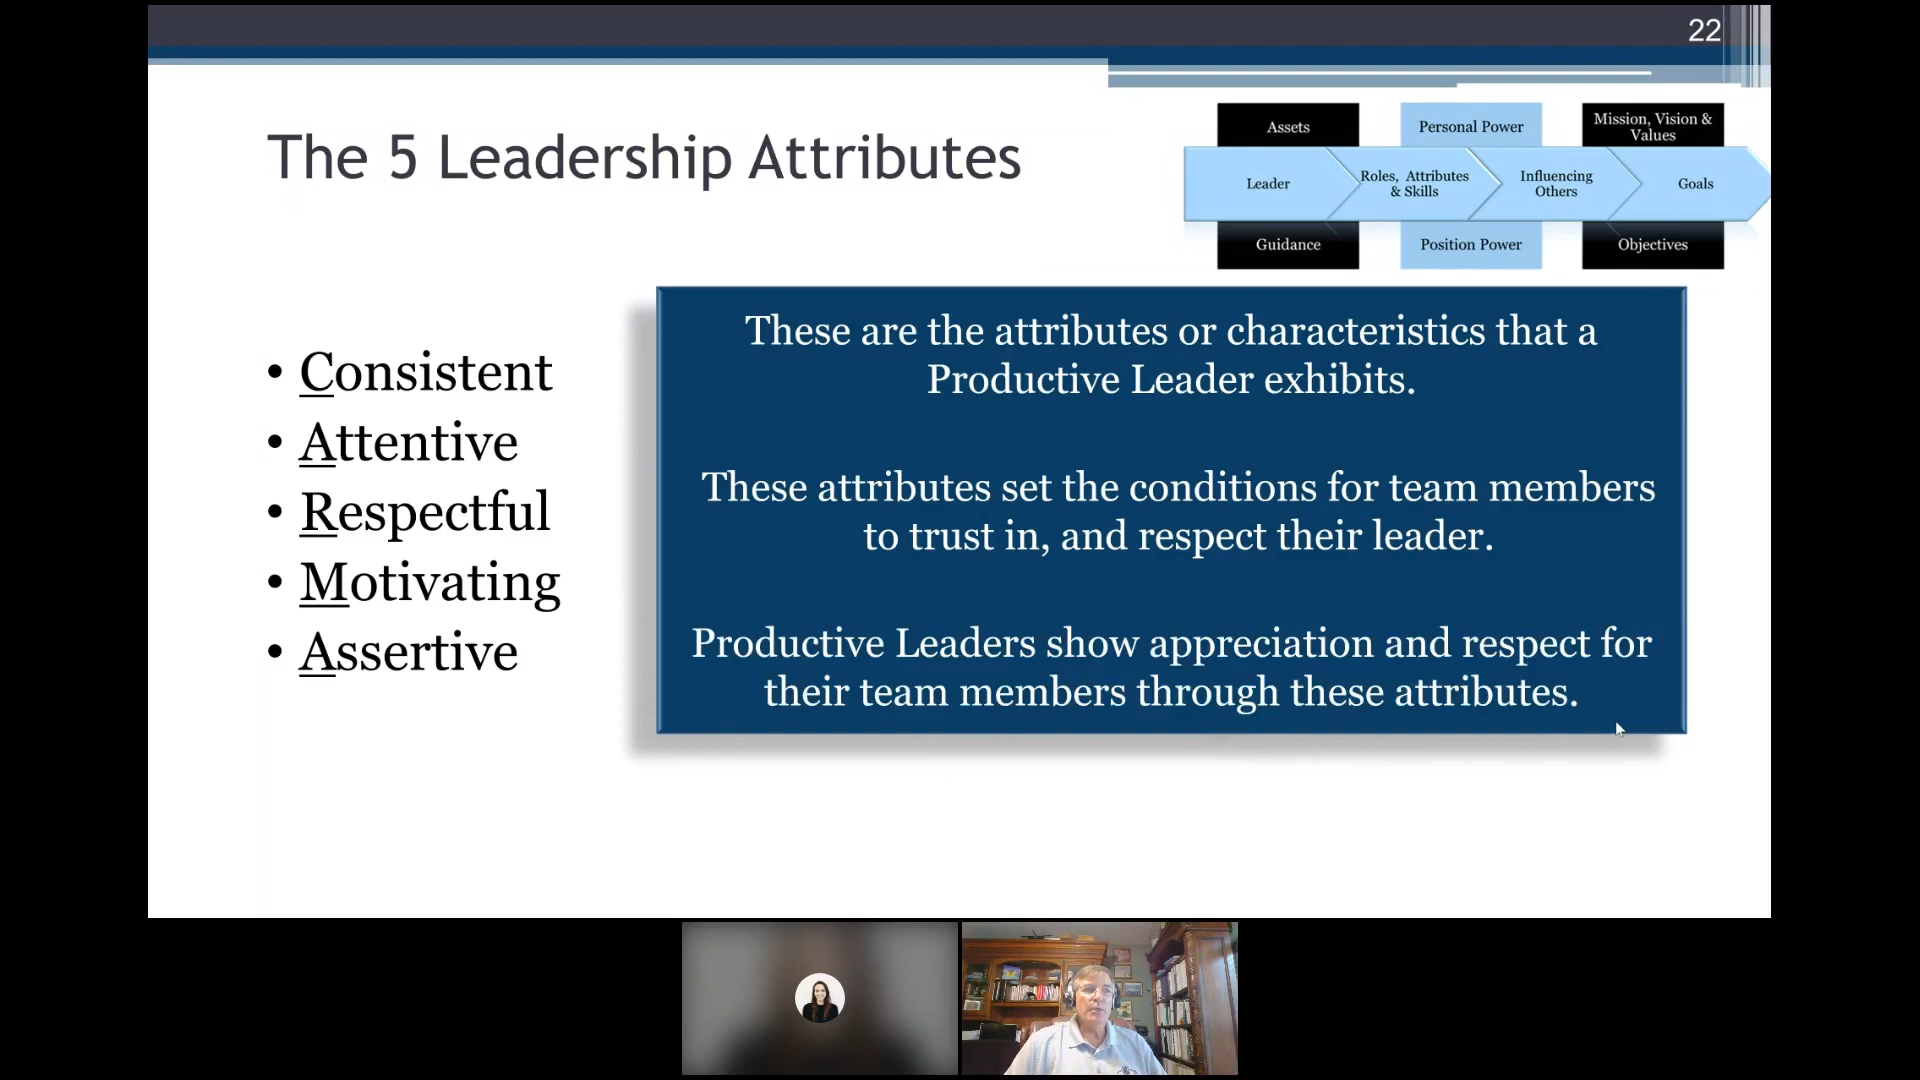 22
The 5 Leadership Attributes
Assets
Personal Power
Mission, Vision &
Values
Leader
Roles, Attributes
& Skills
Influencing
Others
Goals
Guidance
Position Power
Objectives
• Consistent
• Attentive
• Respectful
• Motivating
• Assertive
These are the attributes or characteristics that a
Productive Leader exhibits.
These attributes set the conditions for team members
to trust in, and respect their leader.
Productive Leaders show appreciation and respect for
their team members through these attributes.